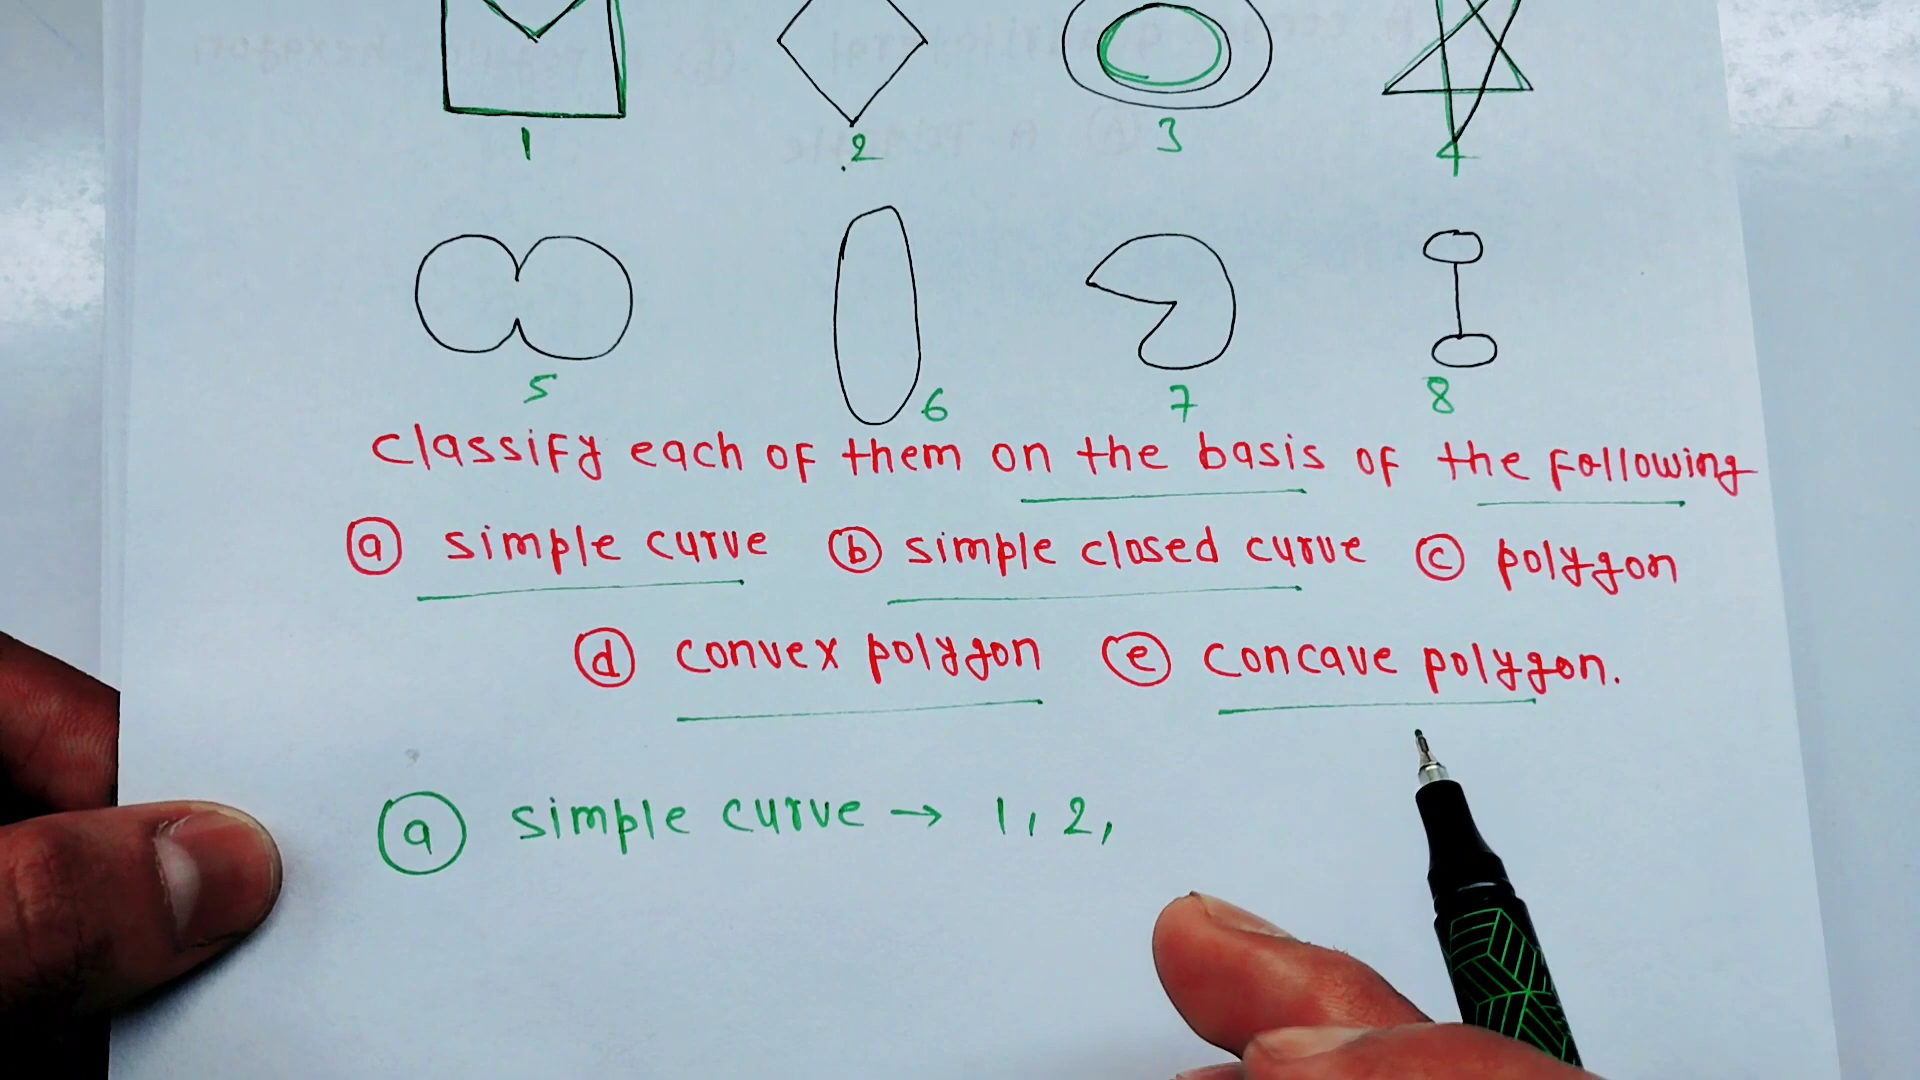 1 2 3 4
5 6 7 8
classify each of them on the basis of the following
(a) simple curve (b) simple closed curve (c) polygon
(d) convex polygon (e) concave polygon.
(a) simple curve → 1, 2,